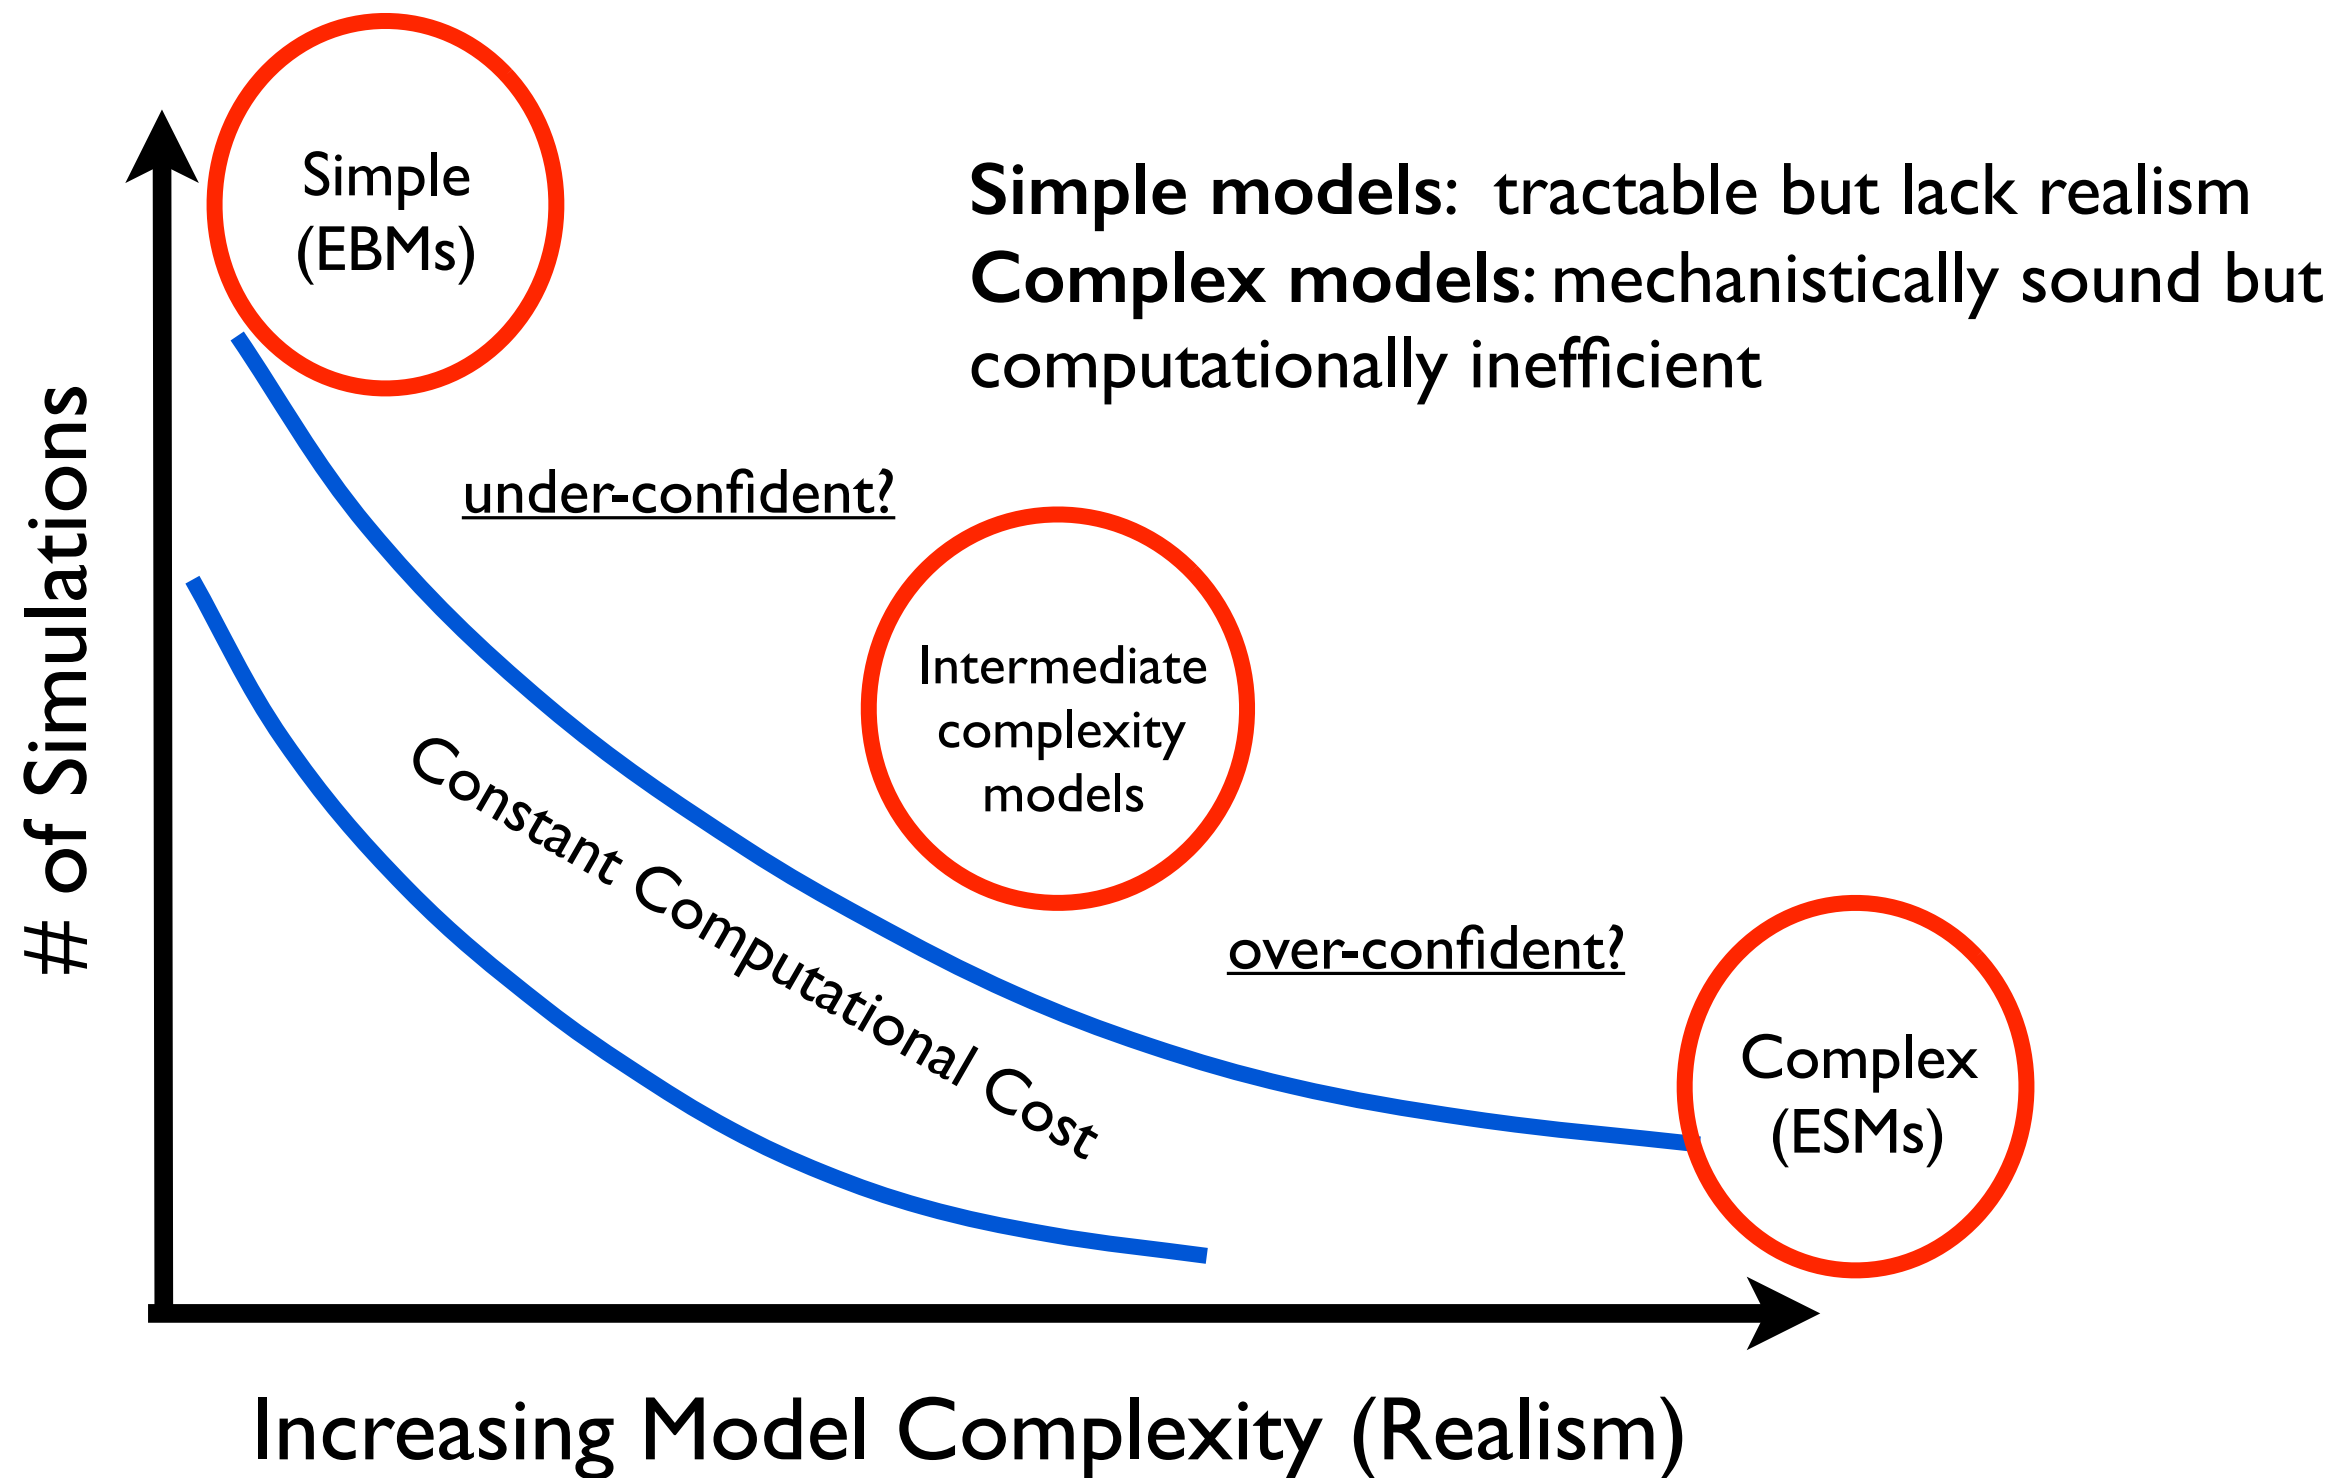 Simple
(EBMs)
Simple models: tractable but lack realism
Complex models: mechanistically sound but
computationally inefficient
# of Simulations
under-confident?
Intermediate
complexity
models
Constant Computational Cost
over-confident?
Complex
(ESMs)
Increasing Model Complexity (Realism)